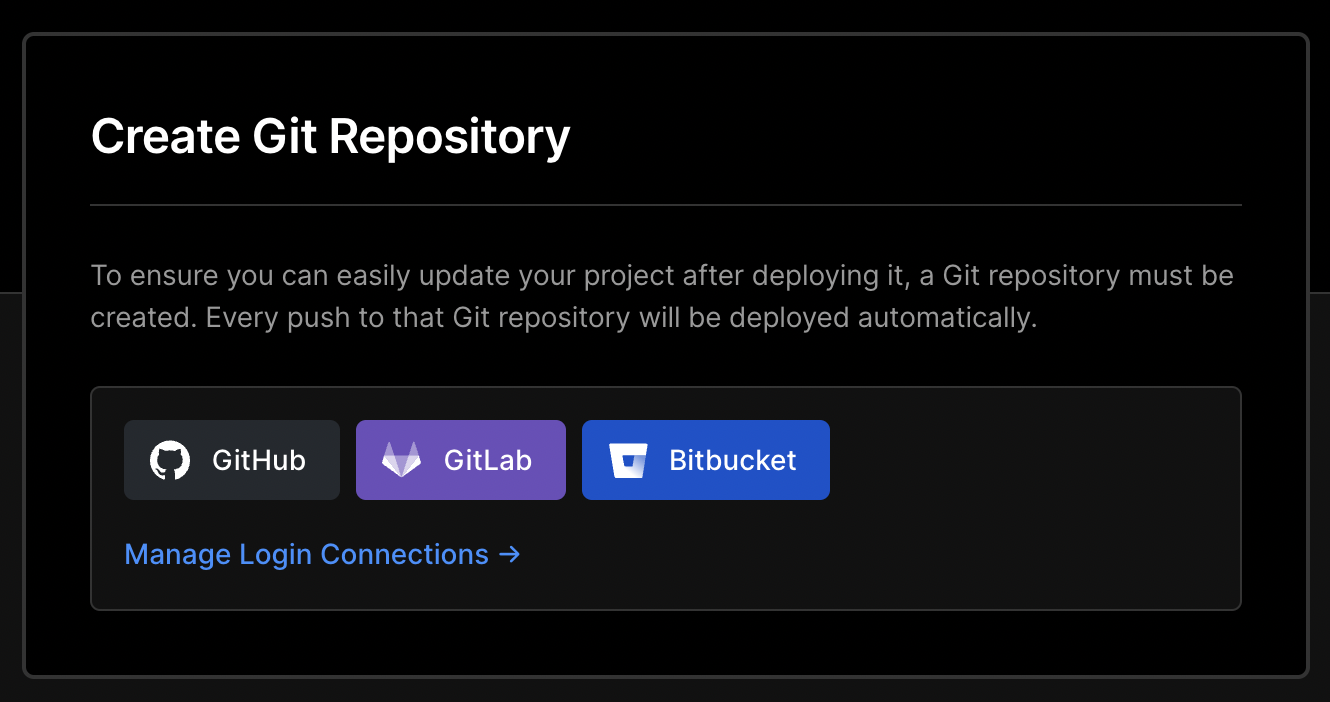 Create Git Repository
To ensure you can easily update your project after deploying it, a Git repository must be
created. Every push to that Git repository will be deployed automatically.
GitHub GitLab Bitbucket
Manage Login Connections →